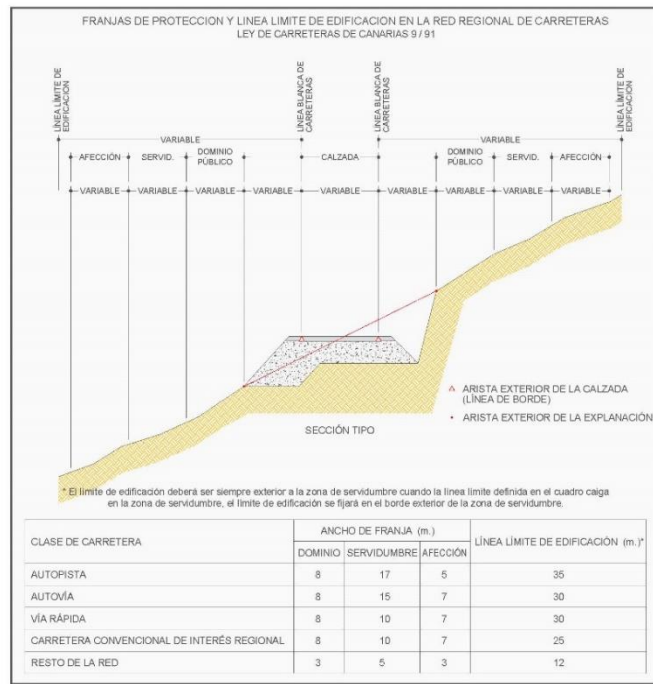 FRANJAS DE PROTECCION Y LINEA LIMITE DE EDIFICACION EN LA RED REGIONAL DE CARRETERAS
LEY DE CARRETERAS DE CANARIAS 9 / 91
LÍNEA LÍMITE DE
EDIFICACION
LÍNEA BLANCA DE
CARRETERAS
LÍNEA BLANCA DE
CARRETERAS
LÍNEA LÍMITE DE
EDIFICACION
VARIABLE
VARIABLE
AFECCIÓN
SERVID.
DOMINIO
PÚBLICO
CALZADA
DOMINIO
PÚBLICO
SERVID.
AFECCIÓN
VARIABLE
VARIABLE
VARIABLE
VARIABLE
VARIABLE
VARIABLE
VARIABLE
VARIABLE
VARIABLE
ARISTA EXTERIOR DE LA CALZADA
(LÍNEA DE BORDE)
ARISTA EXTERIOR DE LA EXPLANACIÓN
SECCIÓN TIPO
* El límite de edificación deberá ser siempre exterior a la zona de servidumbre cuando la línea límite definida en el cuadro caiga
en la zona de servidumbre, el límite de edificación se fijará en el borde exterior de la zona de servidumbre.
CLASE DE CARRETERA
ANCHO DE FRANJA (m.)
LÍNEA LÍMITE DE EDIFICACIÓN (m.)*
DOMINIO SERVIDUMBRE AFECCIÓN
AUTOPISTA 8 17 5 35
AUTOVÍA 8 15 7 30
VÍA RÁPIDA 8 10 7 30
CARRETERA CONVENCIONAL DE INTERÉS REGIONAL 8 10 7 25
RESTO DE LA RED 3 5 3 12